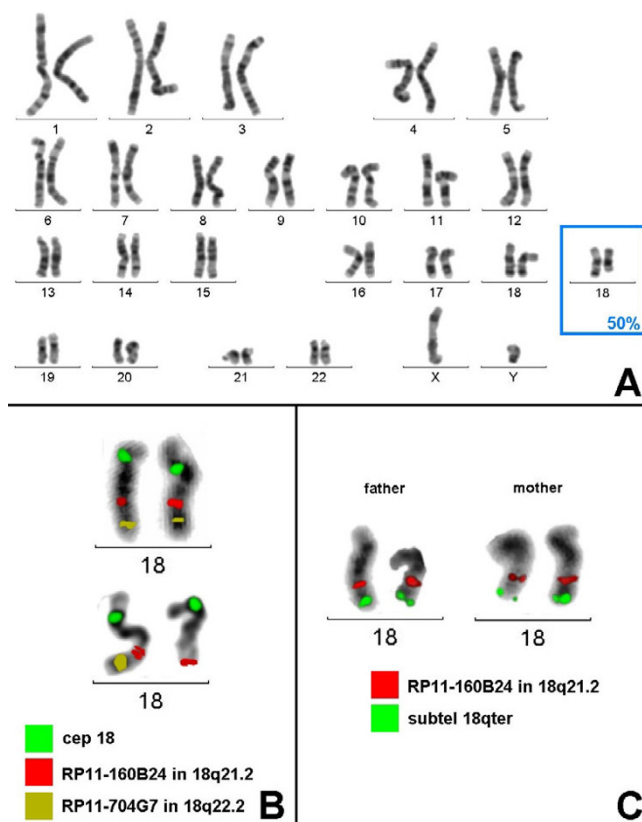 1 2 3 4 5
6 7 8 9 10 11 12
13 14 15 16 17 18 18
50%
19 20 21 22 X Y
A
18
18
cep 18
RP11-160B24 in 18q21.2
RP11-704G7 in 18q22.2
B
father mother
18 18
RP11-160B24 in 18q21.2
subtel 18qter
C